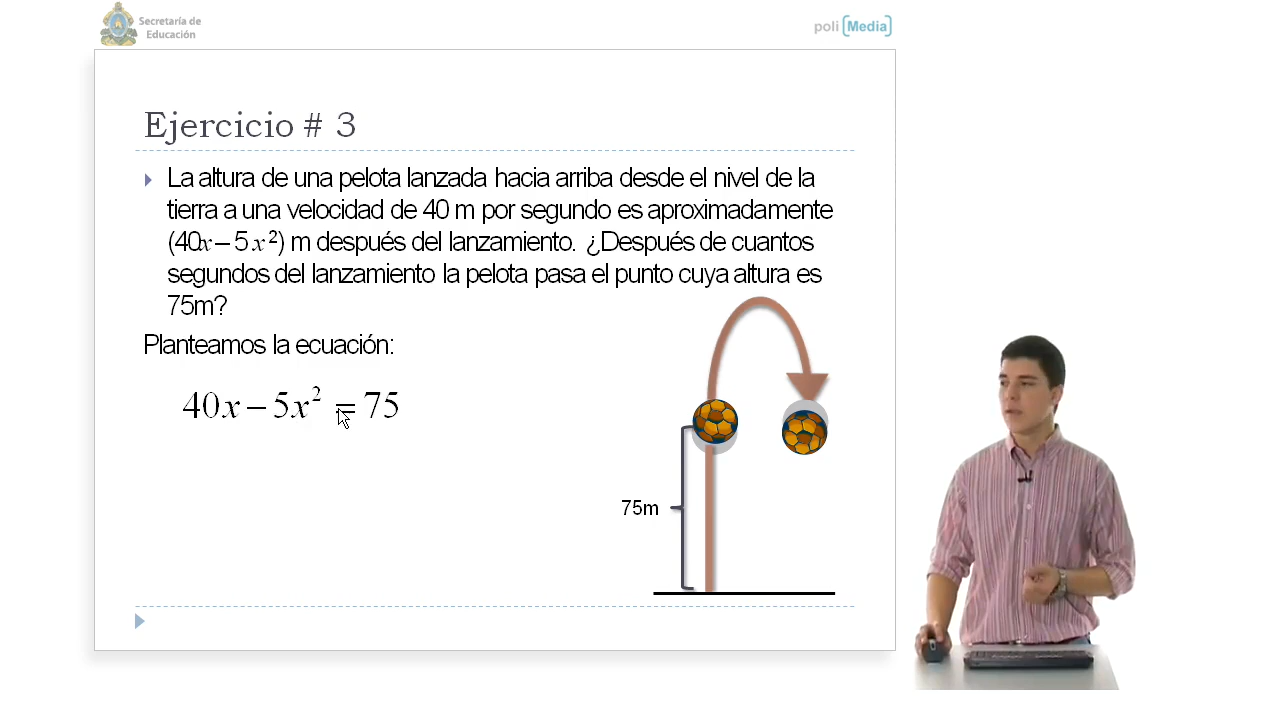 Secretaría de
Educación
poli [Media]
Ejercicio # 3
La altura de una pelota lanzada hacia arriba desde el nivel de la
tierra a una velocidad de 40 m por segundo es aproximadamente
(40x – 5 x²) m después del lanzamiento. ¿Después de cuantos
segundos del lanzamiento la pelota pasa el punto cuya altura es
75m?
Planteamos la ecuación:
40x – 5x² = 75
75m